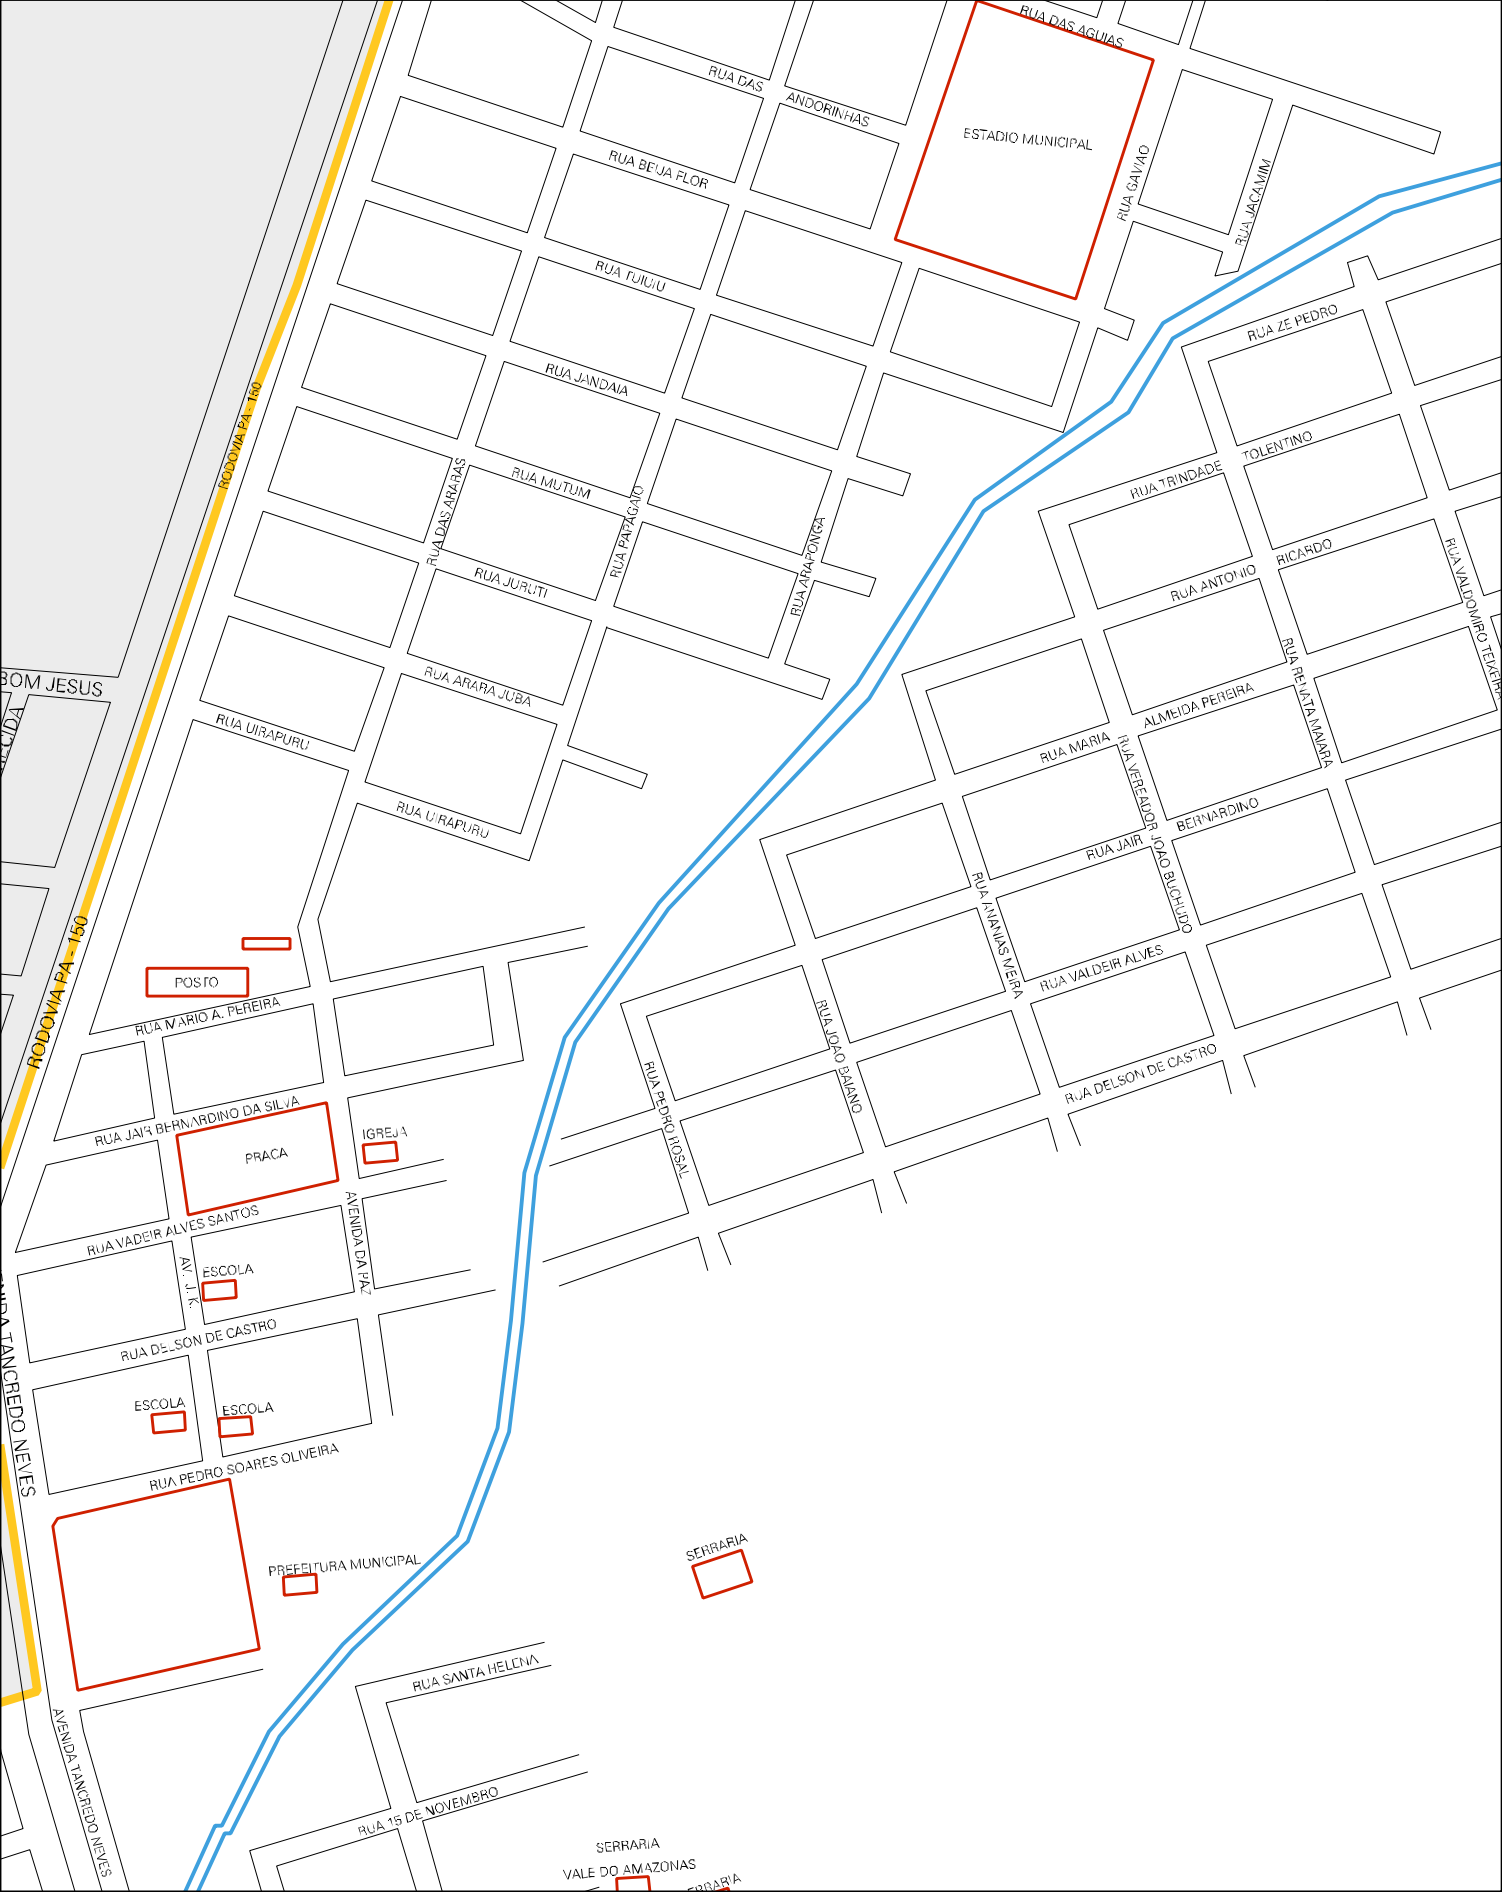 RUA DAS AGUIAS
RUA DAS
ANDORINHAS
ESTADIO MUNICIPAL
RUA BEIJA FLOR
RUA GAVIAO
RUA JACAMIM
RUA TUIUIU
RUA ZE PEDRO
RUA JANDAIA
RODOVIA PA - 150
RUA TRINDADE
TOLENTINO
RUA MUTUM
RUA DAS ARARAS
RUA PAPAGAIO
RUA ARAPONGA
RUA JURUTI
RUA ANTONIO
RICARDO
RUA VALDOMIRO TEIXEIRA
BOM JESUS
RUA ARARA JUBA
RUA RENATA MAIARA
ALMEIDA PEREIRA
RUA MARIA
RUA UIRAPURU
RUA UIRAPURU
RUA VEREADOR JOAO BUCHUDO
BERNARDINO
RUA JAIR
RUA ANANIAS MEIRA
RODOVIA PA - 150
RUA VALDEIR ALVES
POSTO
RUA MARIO A. PEREIRA
RUA JOAO BAIANO
RUA DELSON DE CASTRO
RUA PEDRO ROSAL
RUA JAIR BERNARDINO DA SILVA
IGREJA
PRACA
RUA VADEIR ALVES SANTOS
AVENIDA DA PAZ
AV. J. K.
ESCOLA
RUA DELSON DE CASTRO
ENIDA TANCREDO NEVES
ESCOLA
ESCOLA
RUA PEDRO SOARES OLIVEIRA
PREFEITURA MUNICIPAL
SERRARIA
RUA SANTA HELENA
AVENIDA TANCREDO NEVES
RUA 15 DE NOVEMBRO
SERRARIA
VALE DO AMAZONAS